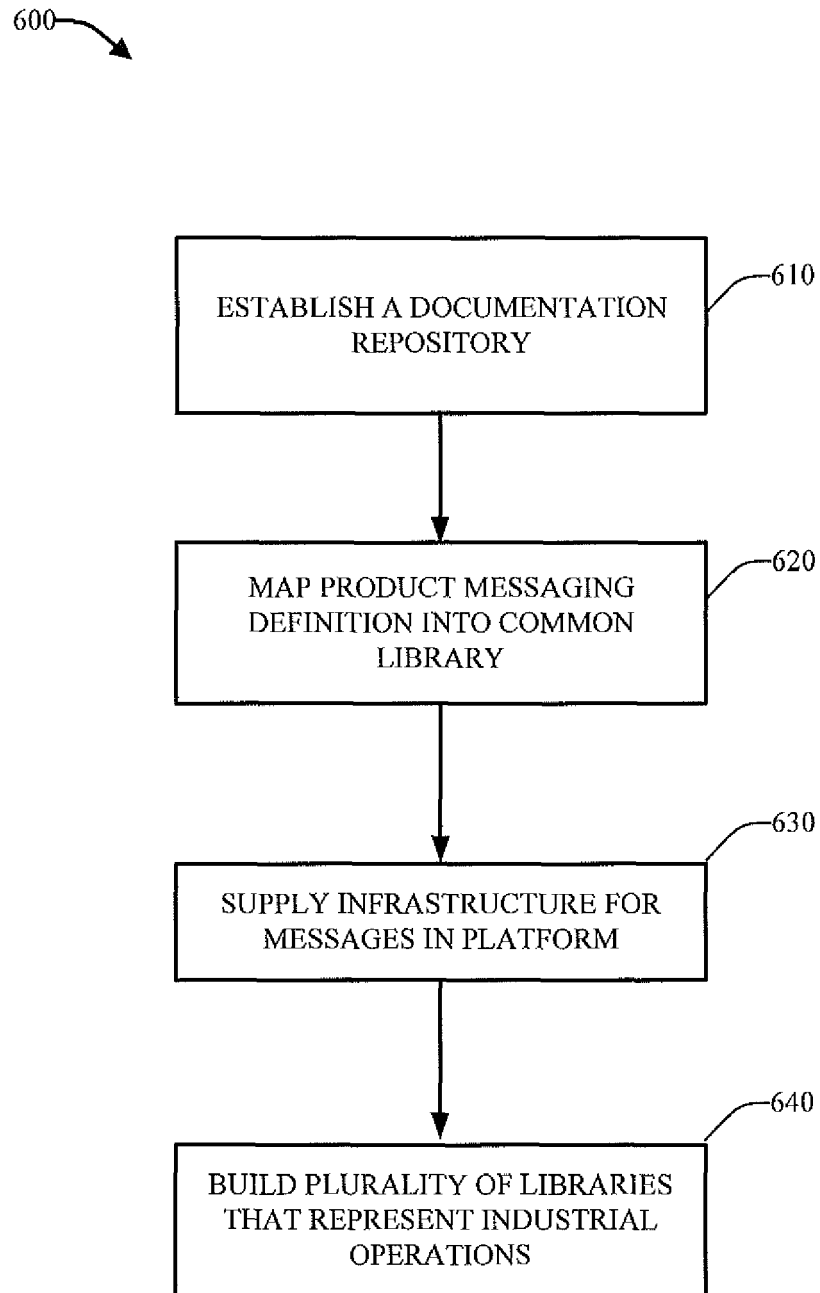 600
ESTABLISH A DOCUMENTATION
REPOSITORY
610
MAP PRODUCT MESSAGING
DEFINITION INTO COMMON
LIBRARY
620
SUPPLY INFRASTRUCTURE FOR
MESSAGES IN PLATFORM
630
BUILD PLURALITY OF LIBRARIES
THAT REPRESENT INDUSTRIAL
OPERATIONS
640